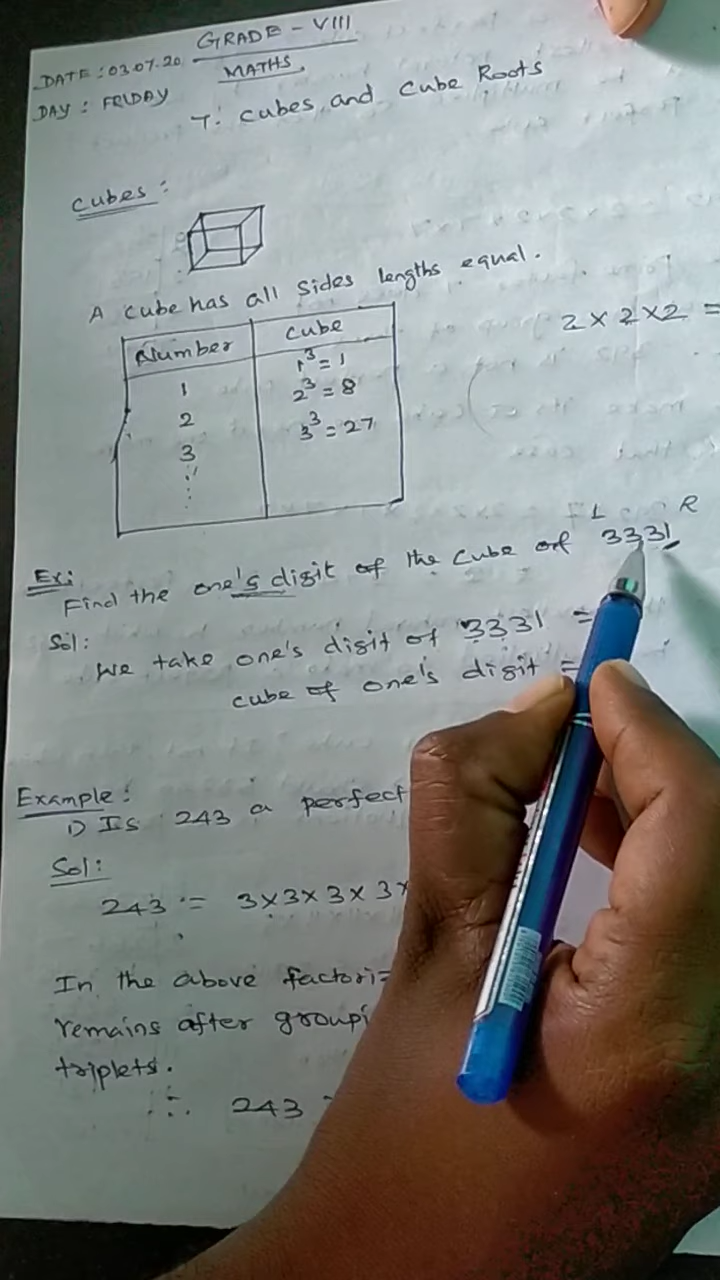 GRADE - VIII
DATE : 03.07.20
MATHS.
DAY : FRIDAY
7. Cubes and Cube Roots
Cubes :
A cube has all sides lengths equal.
2 × 2 × 2 =
Number Cube
1 1³ = 1
2 2³ = 8
3 3³ = 27
L R
Ex:
Find the one's digit of the cube of 3331
Sol:
We take one's digit of 3331 =
cube of one's digit =
Example :
1) Is 243 a perfect
Sol:
243 = 3×3×3×3×
In the above factori
remains after groupi
triplets.
∴ 243